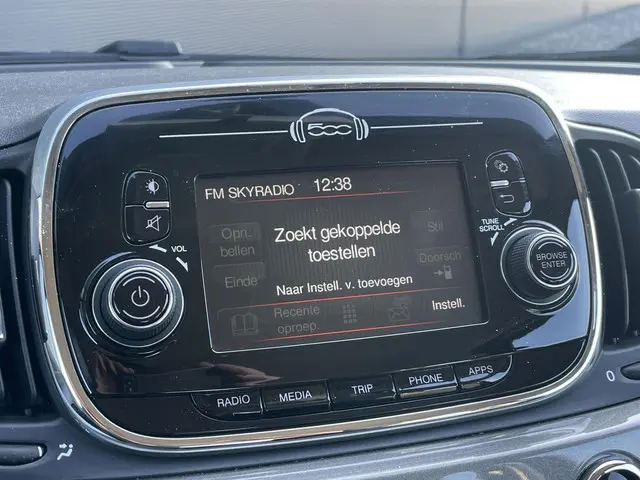 500
FM SKYRADIO 12:38
Opn. bellen
Zoekt gekoppelde
toestellen
Stil
Einde
Doorsch
Naar Instell. v. toevoegen
Recente
oproep.
Instell.
VOL
TUNE
SCROLL
BROWSE
ENTER
RADIO
MEDIA
TRIP
PHONE
APPS
0